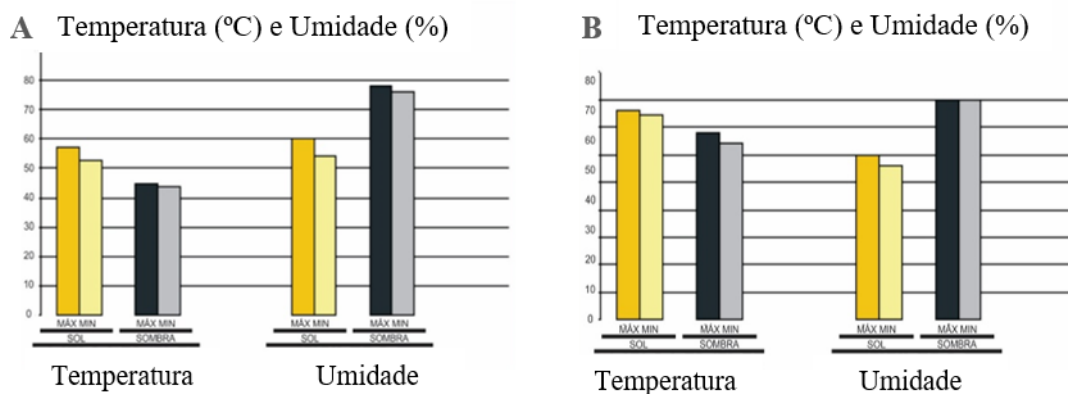 A Temperatura (ºC) e Umidade (%)
80
70
60
50
40
30
20
10
0
MÁX MIN MÁX MIN MÁX MIN MÁX MIN
SOL SOMBRA SOL SOMBRA
Temperatura Umidade
B Temperatura (ºC) e Umidade (%)
80
70
60
50
40
30
20
10
0
MÁX MIN MÁX MIN MÁX MIN MÁX MIN
SOL SOMBRA SOL SOMBRA
Temperatura Umidade